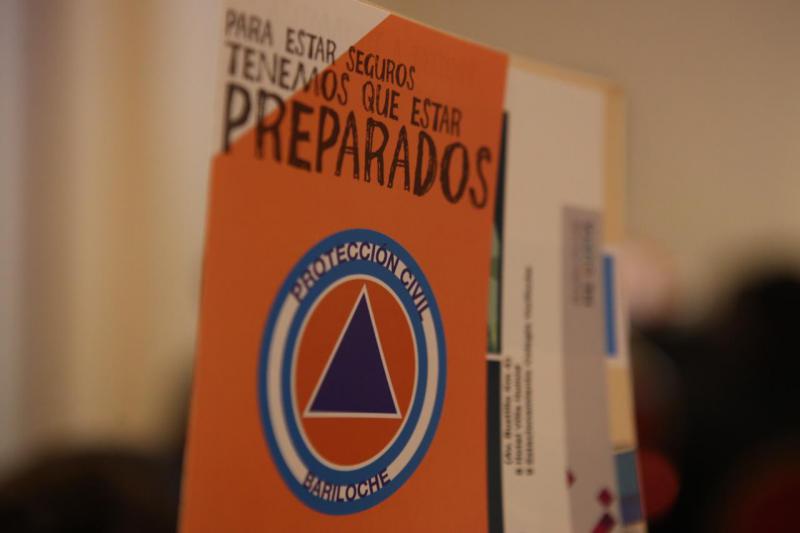 PARA ESTAR SEGUROS
TENEMOS QUE ESTAR
PREPARADOS
PROTECCIÓN CIVIL
BARILOCHE